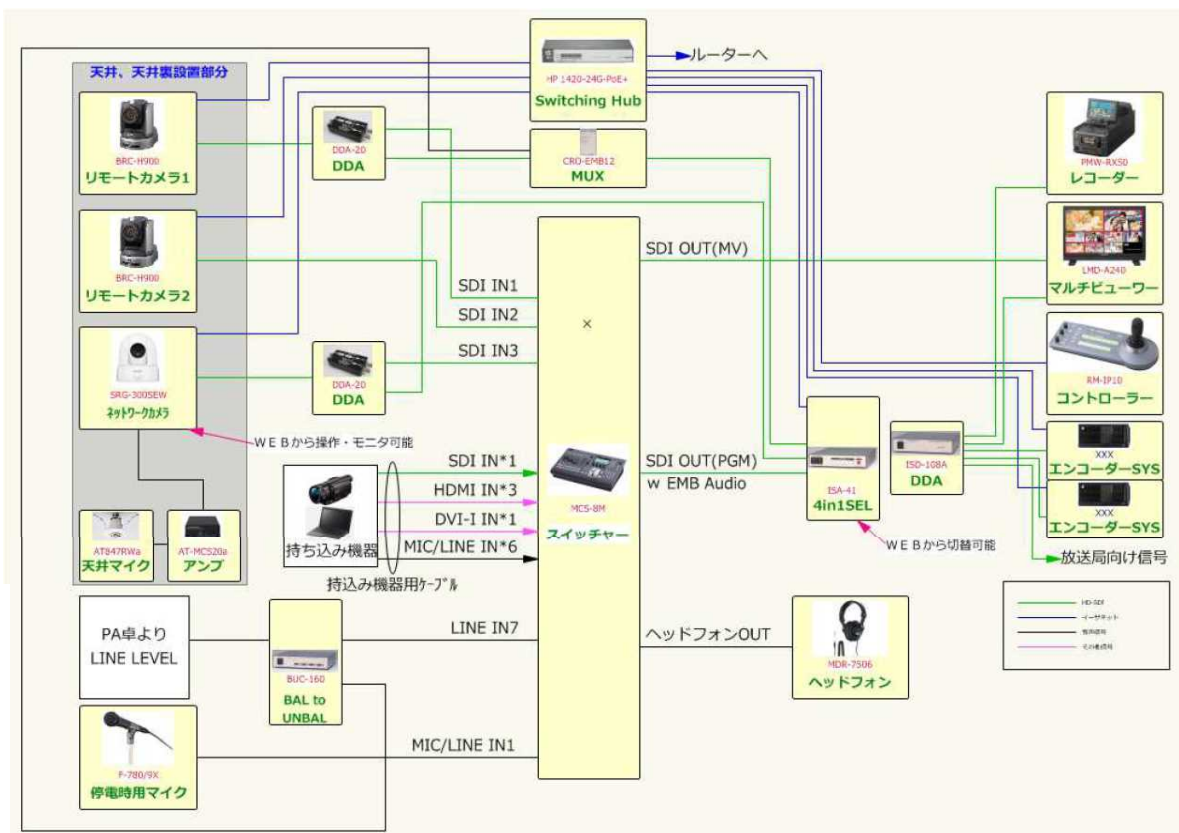 天井、天井裏設置部分
BRC-H900
リモートカメラ1
BRC-H900
リモートカメラ2
SRG-300SEW
ネットワークカメラ
WEBから操作・モニタ可能
AT847RWa
天井マイク
AT-MCS20a
アンプ
DDA-20
DDA
DDA-20
DDA
HP 1420-24G-PoE+
Switching Hub
ルーターへ
CRO-EMB12
MUX
SDI IN1
SDI IN2
SDI IN3
×
SDI OUT(MV)
持ち込み機器
SDI IN*1
HDMI IN*3
DVI-I IN*1
MIC/LINE IN*6
持込み機器用ケーブル
MCS-8M
スイッチャー
SDI OUT(PGM)
w EMB Audio
ISA-41
4in1SEL
WEBから切替可能
ISD-108A
DDA
PMW-RX50
レコーダー
LMD-A240
マルチビューワー
RM-IP10
コントローラー
XXX
エンコーダーSYS
XXX
エンコーダーSYS
放送局向け信号
PA卓より
LINE LEVEL
BUC-160
BAL to
UNBAL
LINE IN7
ヘッドフォンOUT
MDR-7506
ヘッドフォン
F-780/9X
停電時用マイク
MIC/LINE IN1
HD-SDI
イーサネット
音声信号
その他信号